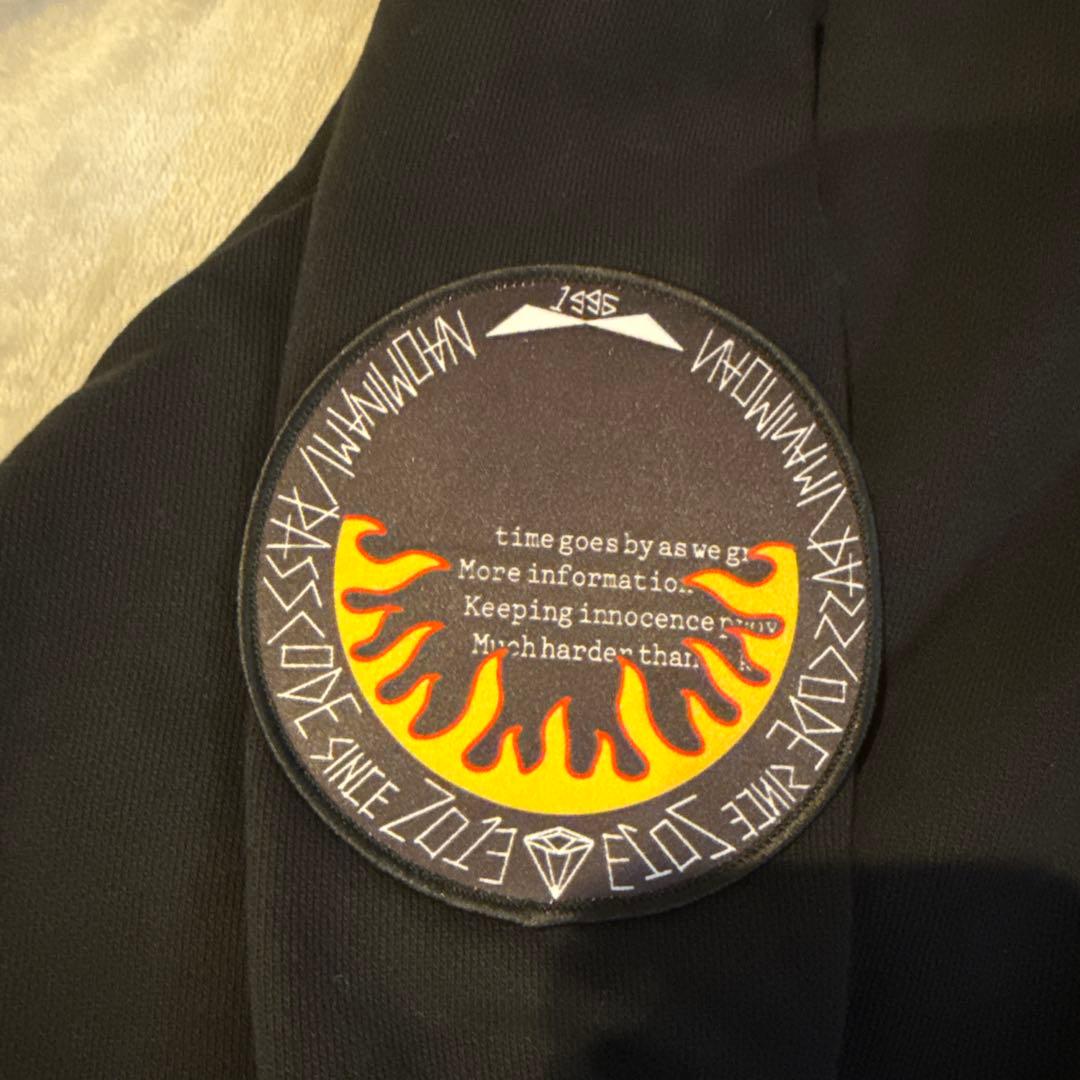 1995
NAOMINAMI/PASSCODE SINCE 2013
NAOMINAMI/PASSCODE SINCE 2013
time goes by as we
More information
Keeping innocence
Much harder than